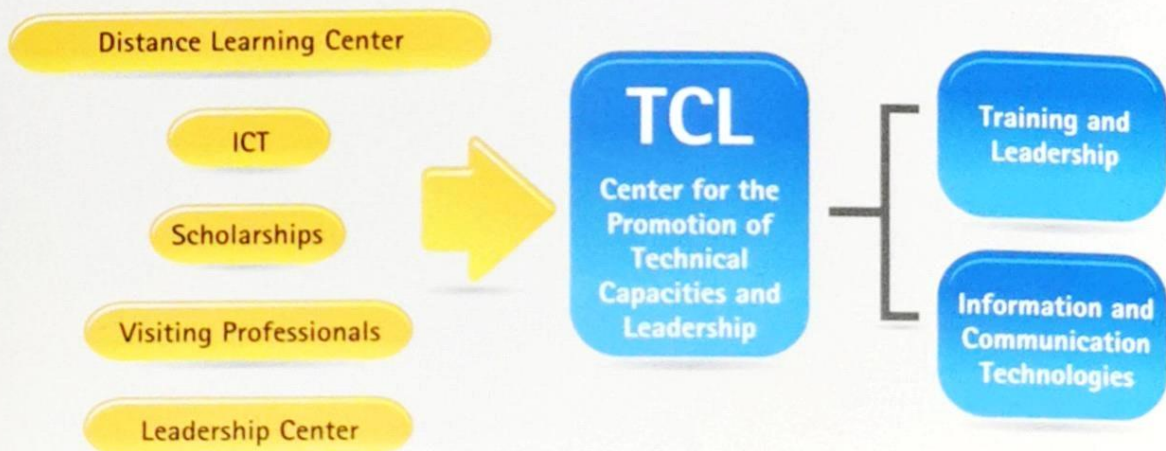 Distance Learning Center
ICT
Scholarships
Visiting Professionals
Leadership Center
TCL
Center for the
Promotion of
Technical
Capacities and
Leadership
Training and
Leadership
Information and
Communication
Technologies